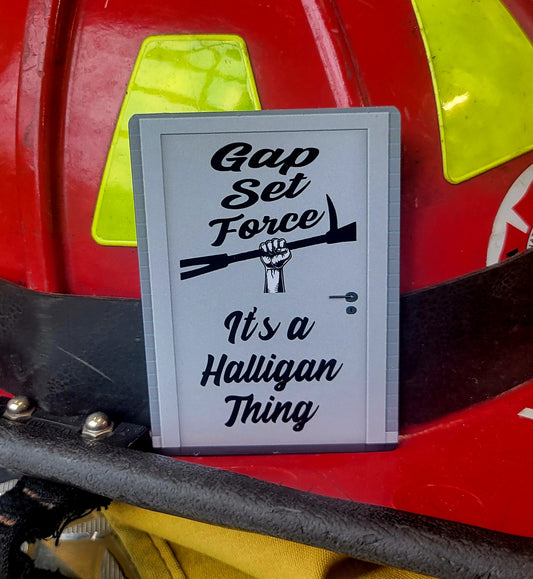 Gap
Set
Force
It's a
Halligan
Thing